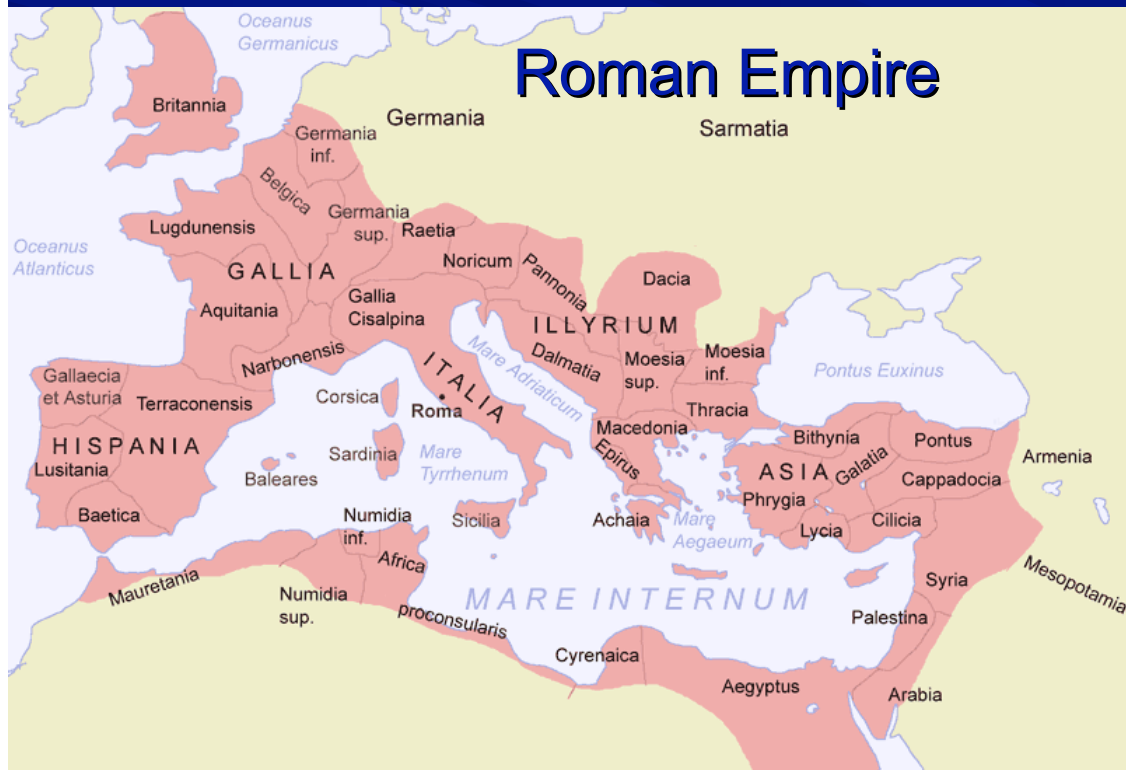 Roman Empire
Oceanus
Germanicus
Britannia
Germania
Sarmatia
Germania
inf.
Belgica
Germania
sup.
Lugdunensis
Raetia
Oceanus
Atlanticus
GALLIA
Noricum
Pannonia
Dacia
Aquitania
Gallia
Cisalpina
ILLYRIUM
Narbonensis
ITALIA
Mare Adriaticum
Dalmatia
Moesia
sup.
Moesia
inf.
Pontus Euxinus
Gallaecia
et Asturia
Terraconensis
Corsica
Roma
Thracia
Macedonia
HISPANIA
Lusitania
Sardinia
Mare
Tyrrhenum
Epirus
Bithynia
Pontus
Armenia
Baleares
ASIA
Galatia
Cappadocia
Phrygia
Baetica
Numidia
inf.
Sicilia
Achaia
Mare
Aegaeum
Lycia
Cilicia
Africa
proconsularis
Mauretania
Numidia
sup.
MARE INTERNUM
Syria
Mesopotamia
Palestina
Cyrenaica
Aegyptus
Arabia